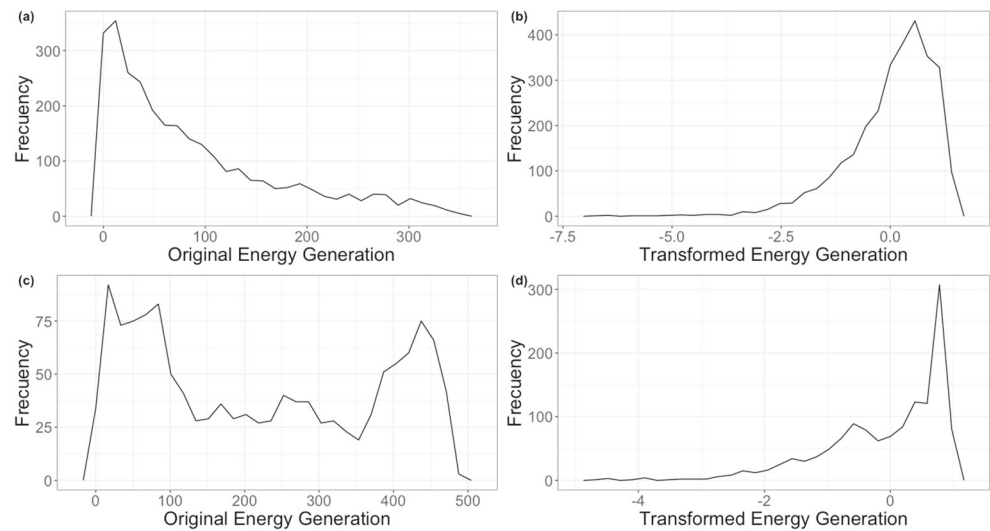 (a)
Frecuency
300
200
100
0
0 100 200 300
Original Energy Generation
(b)
Frecuency
400
300
200
100
0
-7.5 -5.0 -2.5 0.0
Transformed Energy Generation
(c)
Frecuency
75
50
25
0
0 100 200 300 400 500
Original Energy Generation
(d)
Frecuency
300
200
100
0
-4 -2 0
Transformed Energy Generation